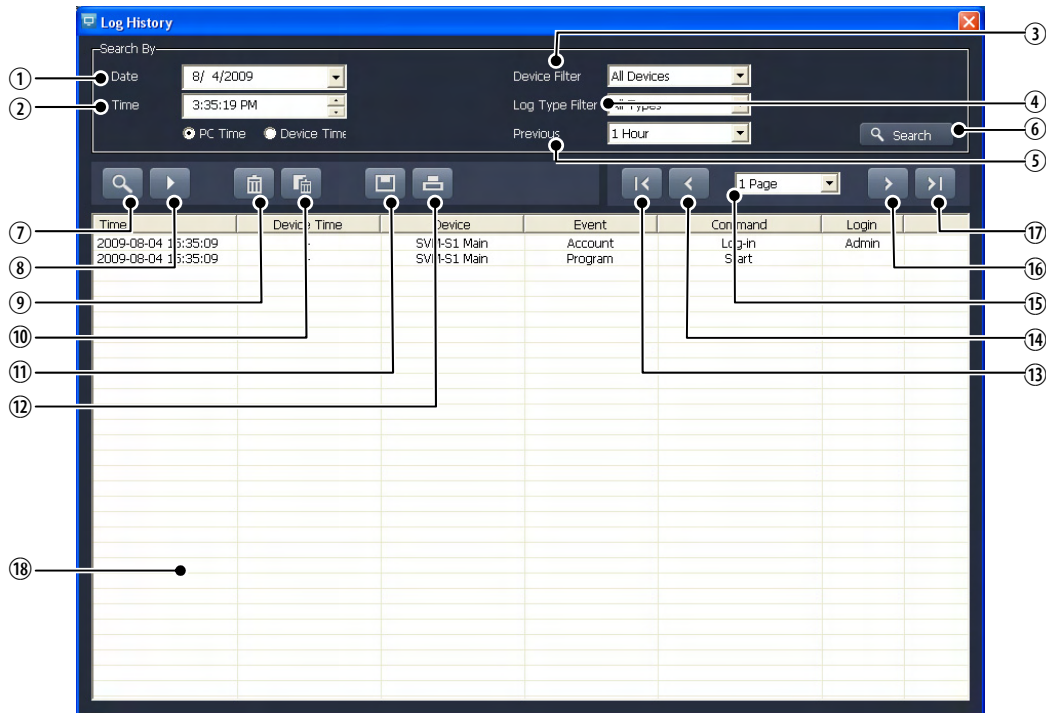 Log History
Search By
① Date 8/ 4/2009
② Time 3:35:19 PM
PC Time Device Time
③ Device Filter All Devices
④ Log Type Filter All Types
⑤ Previous 1 Hour
⑥ Search
1 Page
Time Device Time Device Event Command Login
2009-08-04 15:35:09 - SVM-S1 Main Account Log-in Admin
2009-08-04 15:35:09 - SVM-S1 Main Program Start
⑦
⑧
⑨
⑩
⑪
⑫
⑬
⑭
⑮
⑯
⑰
⑱